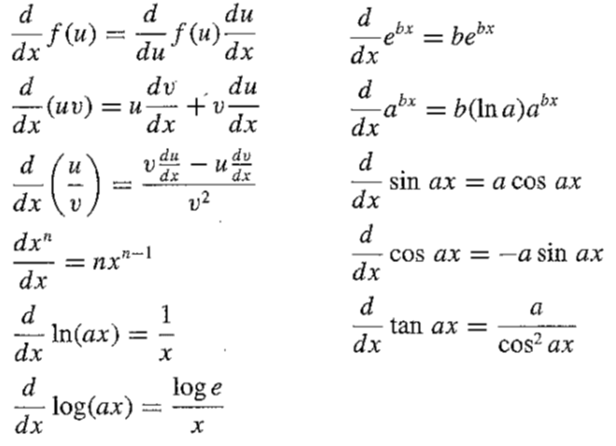 d/dx f(u) = d/du f(u) du/dx
d/dx (uv) = u dv/dx + v du/dx
d/dx (u/v) = (v du/dx − u dv/dx)/v²
dxⁿ/dx = nxⁿ⁻¹
d/dx ln(ax) = 1/x
d/dx log(ax) = log e/x
d/dx e^{bx} = be^{bx}
d/dx a^{bx} = b(ln a)a^{bx}
d/dx sin ax = a cos ax
d/dx cos ax = −a sin ax
d/dx tan ax = a/cos² ax